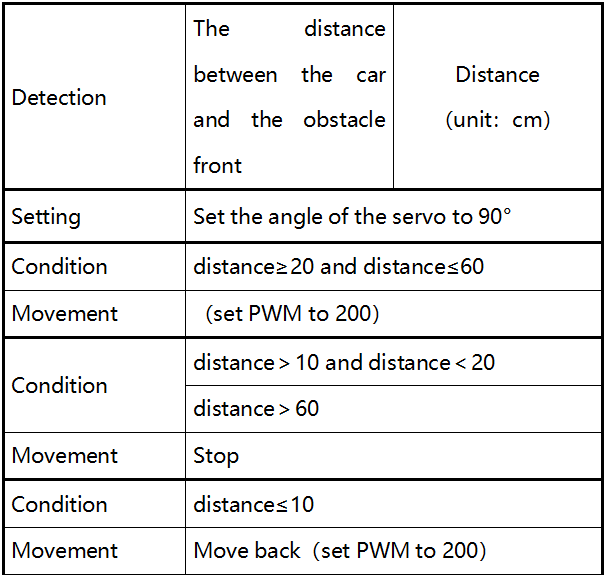 Detection
The distance
between the car
and the obstacle
front
Distance
(unit: cm)
Setting
Set the angle of the servo to 90°
Condition
distance≥20 and distance≤60
Movement
(set PWM to 200)
Condition
distance>10 and distance<20
distance>60
Movement
Stop
Condition
distance≤10
Movement
Move back (set PWM to 200)